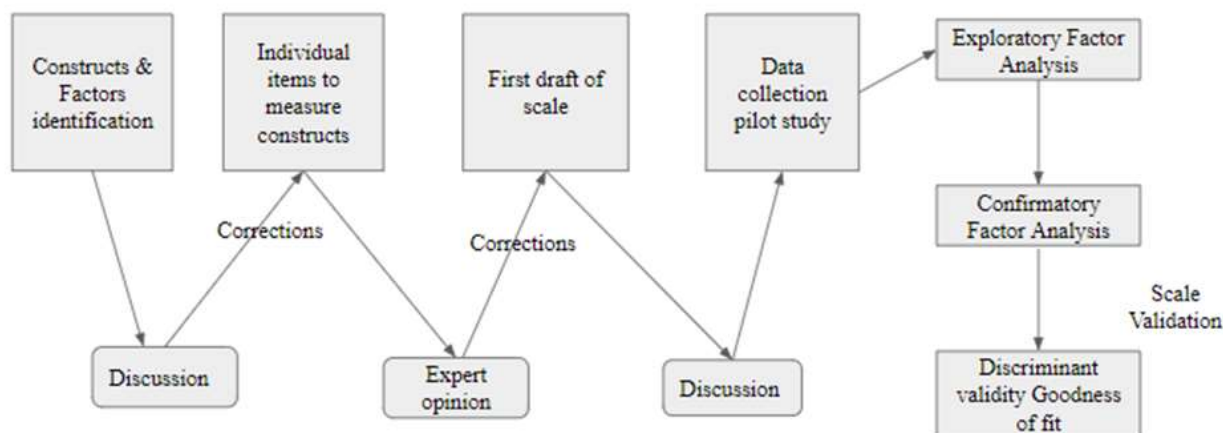 Constructs &
Factors
identification
Individual
items to
measure
constructs
First draft of
scale
Data
collection
pilot study
Exploratory Factor
Analysis
Corrections
Corrections
Confirmatory
Factor Analysis
Scale
Validation
Discussion
Expert
opinion
Discussion
Discriminant
validity Goodness
of fit